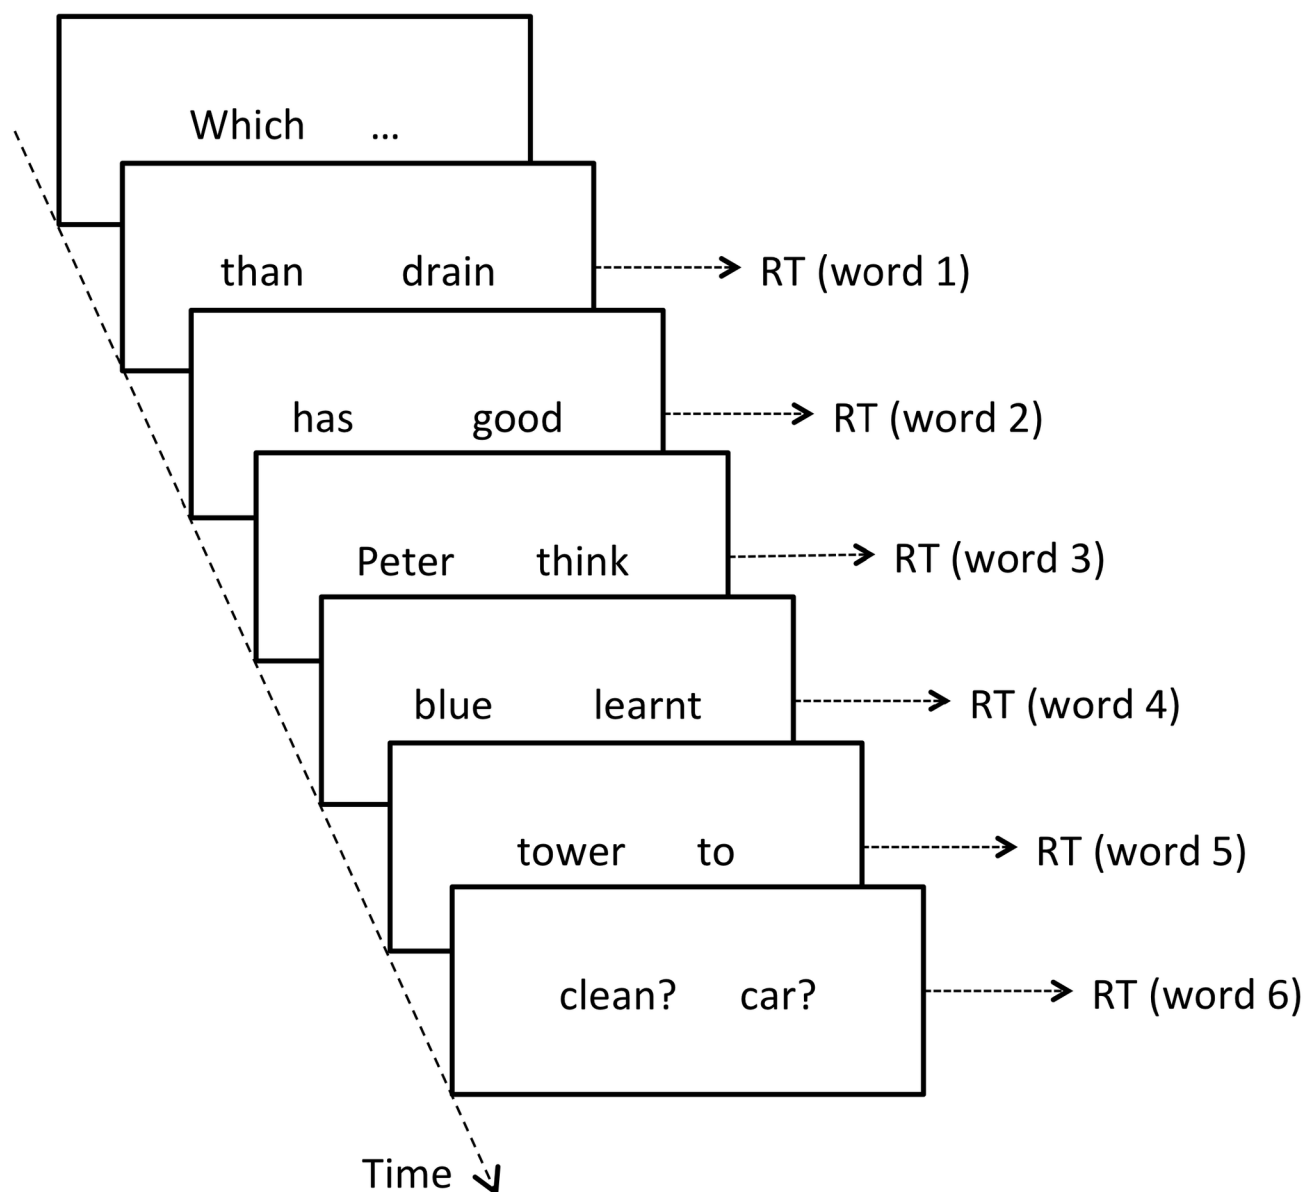 Which ...
than drain RT (word 1)
has good RT (word 2)
Peter think RT (word 3)
blue learnt RT (word 4)
tower to RT (word 5)
clean? car? RT (word 6)
Time